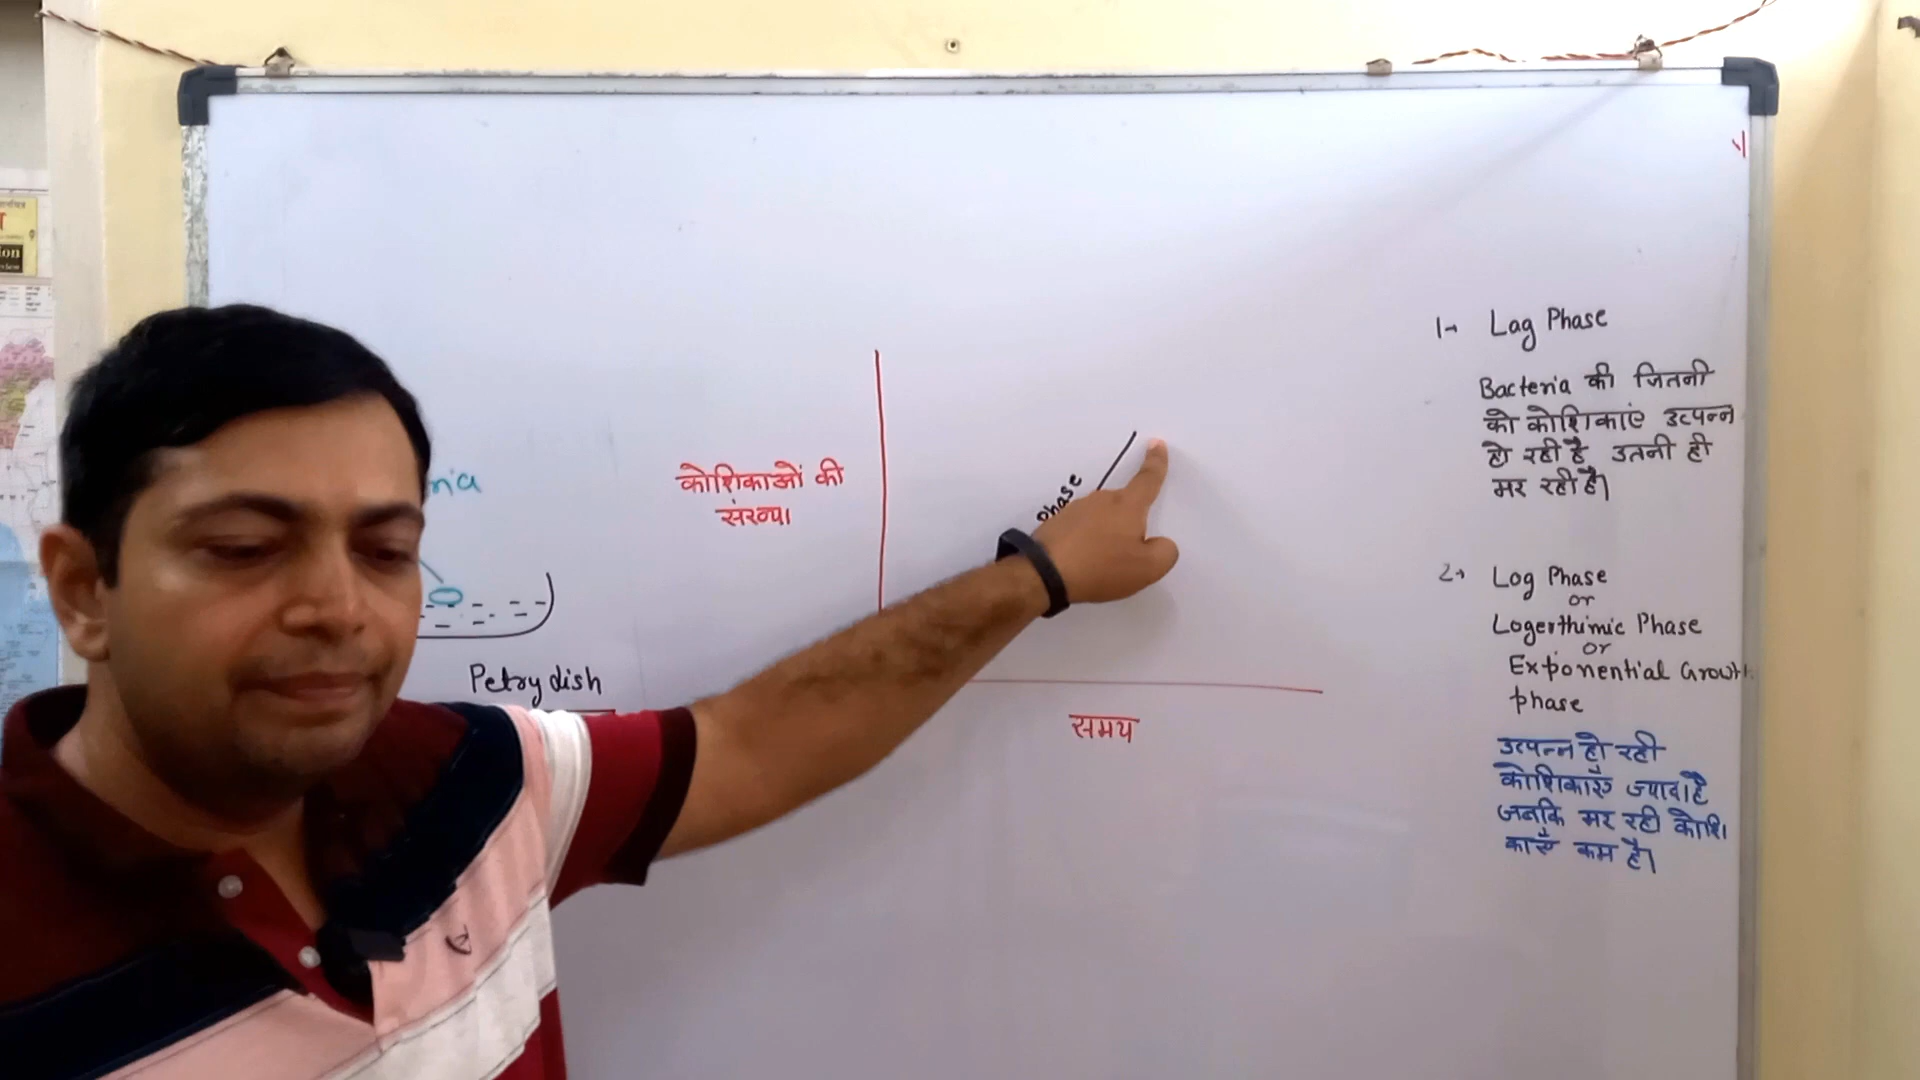 ria
Petry dish
कोशिकाओं की
संख्या
Phase
समय
1→ Lag Phase
Bacteria की जितनी
को कोशिकाएं उत्पन्न
हो रही है उतनी ही
मर रही है।
2→ Log Phase
or
Logerthimic Phase
or
Exponential Growth
phase
उत्पन्न हो रही
कोशिकाएँ ज्यादा है
जबकि मर रही कोशि
काएँ कम है।